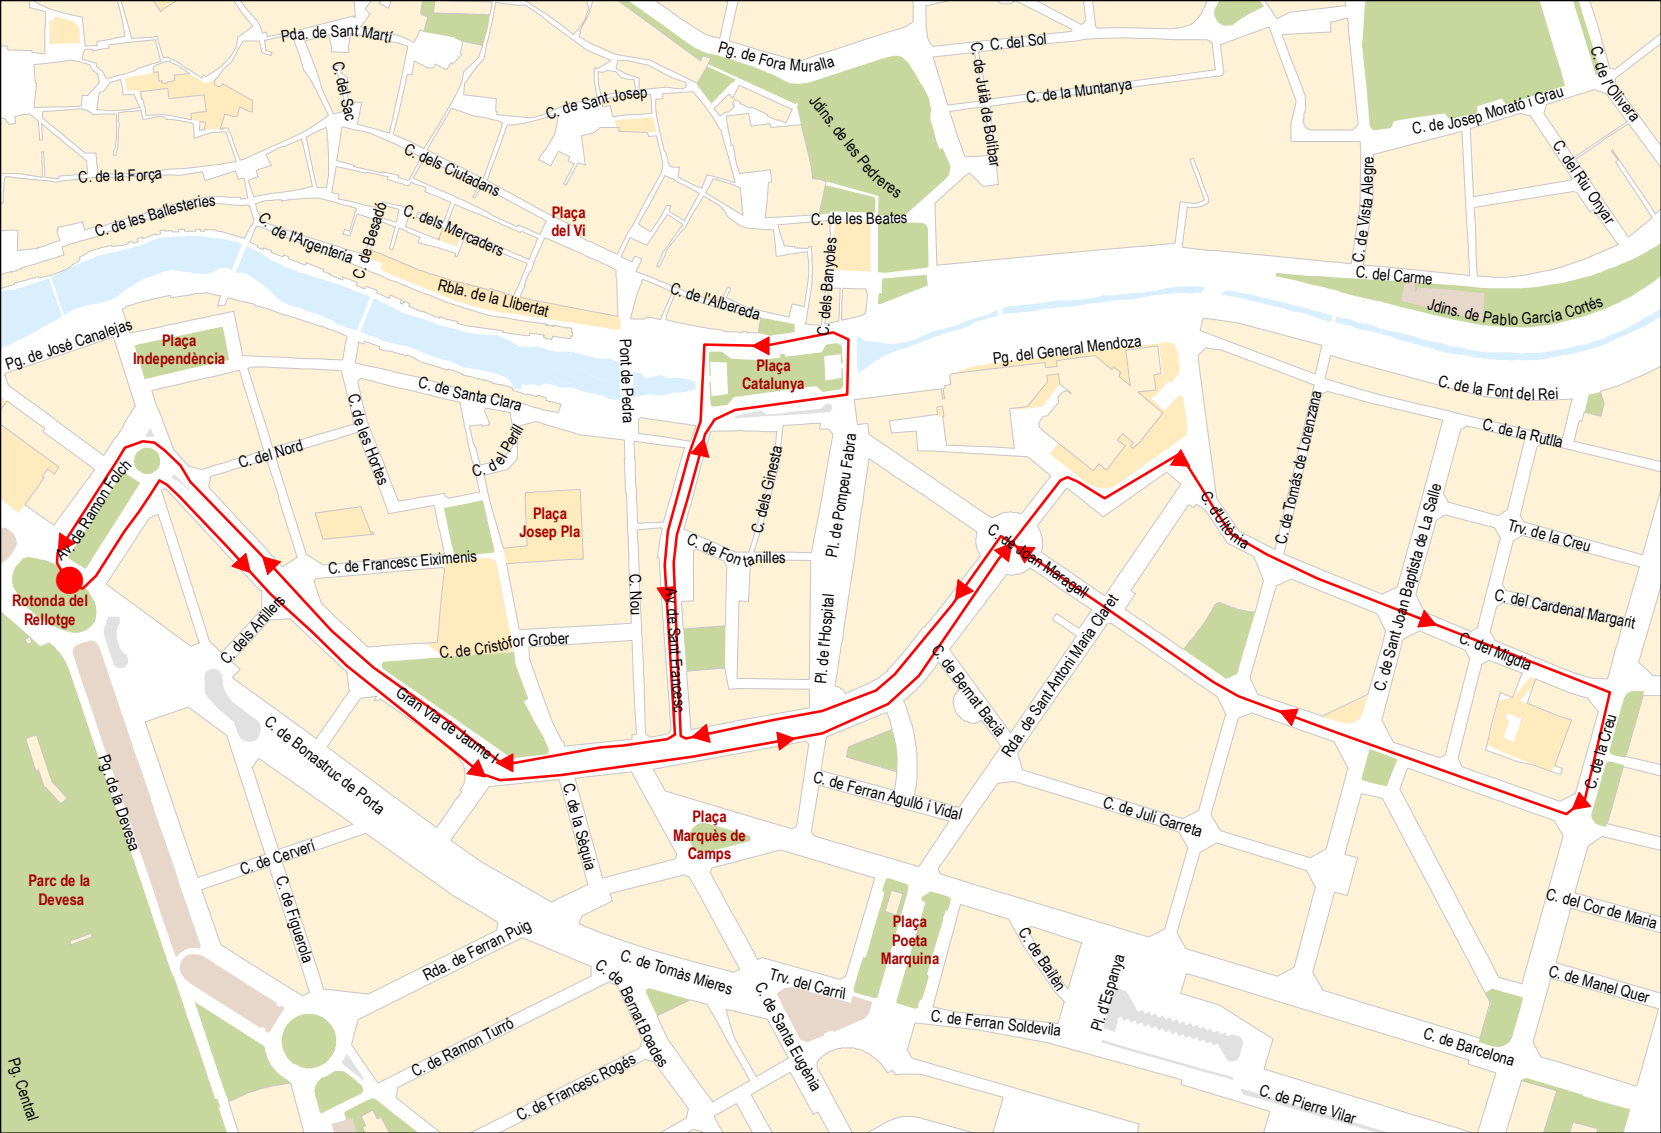 Pda. de Sant Martí
C. del Sac
C. de Sant Josep
Pg. de Fora Muralla
C. del Sol
C. de Julià de Bolíbar
C. de la Muntanya
C. de l'Olivera
C. de Josep Morató i Grau
C. del Riu Onyar
C. de Vista Alegre
Jdins. de les Pedreres
C. dels Ciutadans
C. de la Força
C. de les Ballesteries
C. de l'Argenteria
C. de Besadó
C. dels Mercaders
Plaça
del Vi
C. de les Beates
C. dels Banyoles
Rbla. de la Llibertat
C. de l'Albereda
C. del Carme
Jdins. de Pablo García Cortés
Pg. de José Canalejas
Plaça
Independència
C. de Santa Clara
Pont de Pedra
Plaça
Catalunya
Pg. del General Mendoza
C. de la Font del Rei
C. de la Rutlla
C. de Tomás de Lorenzana
C. de les Hortes
C. del Nord
C. del Perill
Av. de Ramon Folch
C. dels Ginesta
Pl. de Pompeu Fabra
Plaça
Josep Pla
C. de Fontanilles
C. de Francesc Eiximenis
C. Nou
Av. de Sant Francesc
Pl. de l'Hospital
C. de Joan Maragall
C. d'Ultònia
C. de Sant Joan Baptista de La Salle
Trv. de la Creu
C. del Cardenal Margarit
C. del Migdia
C. de la Creu
Rotonda del
Rellotge
C. dels Artillers
C. de Cristòfor Grober
Gran Via de Jaume I
C. de Bernat Bacià
Rda. de Sant Antoni Maria Claret
C. de Bonastruc de Porta
Pg. de la Devesa
C. de la Sèquia
Plaça
Marquès de
Camps
C. de Ferran Agulló i Vidal
C. de Juli Garreta
C. de Cerverí
C. de Figuerola
Parc de la
Devesa
Rda. de Ferran Puig
C. de Tomàs Mieres
C. de Bernat Boades
Trv. del Carril
C. de Santa Eugènia
Plaça
Poeta
Marquina
C. de Bailèn
Pl. d'Espanya
C. del Cor de Maria
C. de Manel Quer
C. de Ramon Turró
C. de Francesc Rogés
C. de Ferran Soldevila
C. de Barcelona
C. de Pierre Vilar
Pg. Central